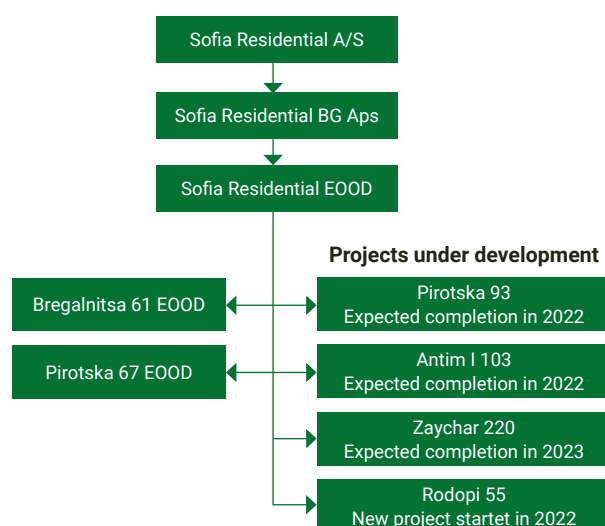 Sofia Residential A/S
Sofia Residential BG Aps
Sofia Residential EOOD
Projects under development
Bregalnitsa 61 EOOD
Pirotska 93
Expected completion in 2022
Pirotska 67 EOOD
Antim I 103
Expected completion in 2022
Zaychar 220
Expected completion in 2023
Rodopi 55
New project startet in 2022